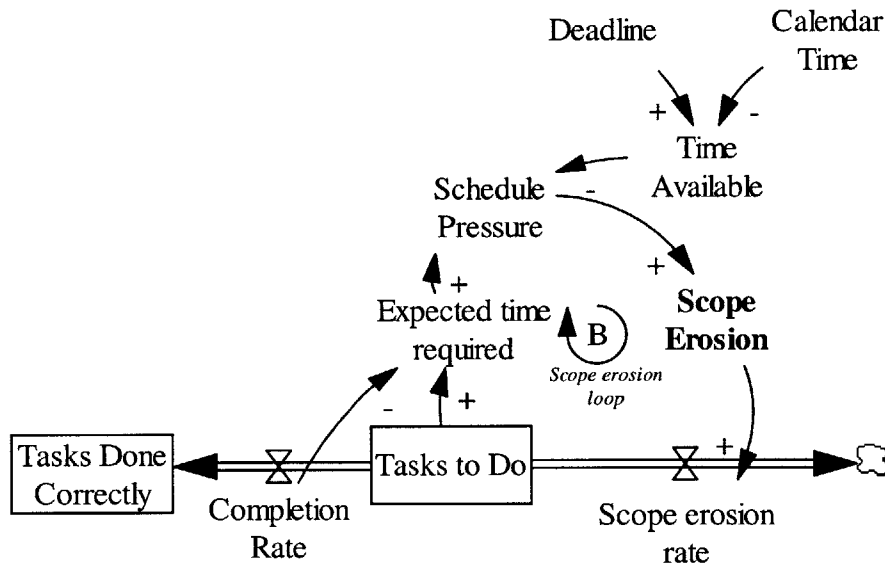 Deadline
Calendar
Time
+
-
Time
Available
Schedule
Pressure
-
+
+
Scope
Erosion
Expected time
required
B
Scope erosion
loop
-
+
+
Tasks Done
Correctly
Tasks to Do
Completion
Rate
Scope erosion
rate